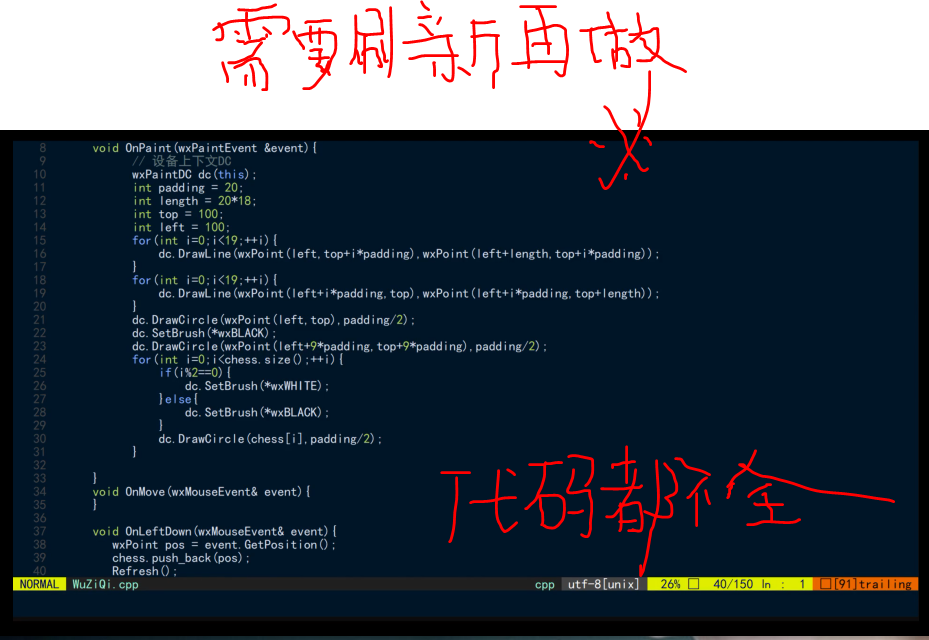 需要刷新再做
8 void OnPaint(wxPaintEvent &event){
9 // 设备上下文DC
10 wxPaintDC dc(this);
11 int padding = 20;
12 int length = 20*18;
13 int top = 100;
14 int left = 100;
15 for(int i=0;i<19;++i){
16 dc.DrawLine(wxPoint(left,top+i*padding),wxPoint(left+length,top+i*padding));
17 }
18 for(int i=0;i<19;++i){
19 dc.DrawLine(wxPoint(left+i*padding,top),wxPoint(left+i*padding,top+length));
20 }
21 dc.DrawCircle(wxPoint(left,top),padding/2);
22 dc.SetBrush(*wxBLACK);
23 dc.DrawCircle(wxPoint(left+9*padding,top+9*padding),padding/2);
24 for(int i=0;i<chess.size();++i){
25 if(i%2==0){
26 dc.SetBrush(*wxWHITE);
27 }else{
28 dc.SetBrush(*wxBLACK);
29 }
30 dc.DrawCircle(chess[i],padding/2);
31 }
32
33 }
34 void OnMove(wxMouseEvent& event){
35 }
36
37 void OnLeftDown(wxMouseEvent& event){
38 wxPoint pos = event.GetPosition();
39 chess.push_back(pos);
40 Refresh();
代码都不全
NORMAL WuZiQi.cpp cpp utf-8[unix] 26% 40/150 ln : 1 [91]trailing